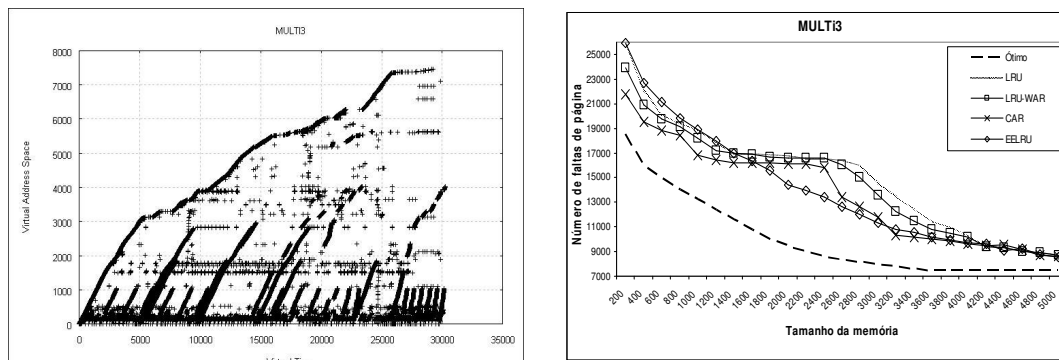 MULTI3
Virtual Address Space
8000
7000
6000
5000
4000
3000
2000
1000
0
0 5000 10000 15000 20000 25000 30000 35000
MULTi3
Número de faltas de página
25000
23000
21000
19000
17000
15000
13000
11000
9000
7000
Ótimo
LRU
LRU-WAR
CAR
EELRU
200 400 600 800 1000 1200 1400 1600 1800 2000 2200 2400 2600 2800 3000 3200 3400 3600 3800 4000 4200 4400 4600 4800 5000
Tamanho da memória